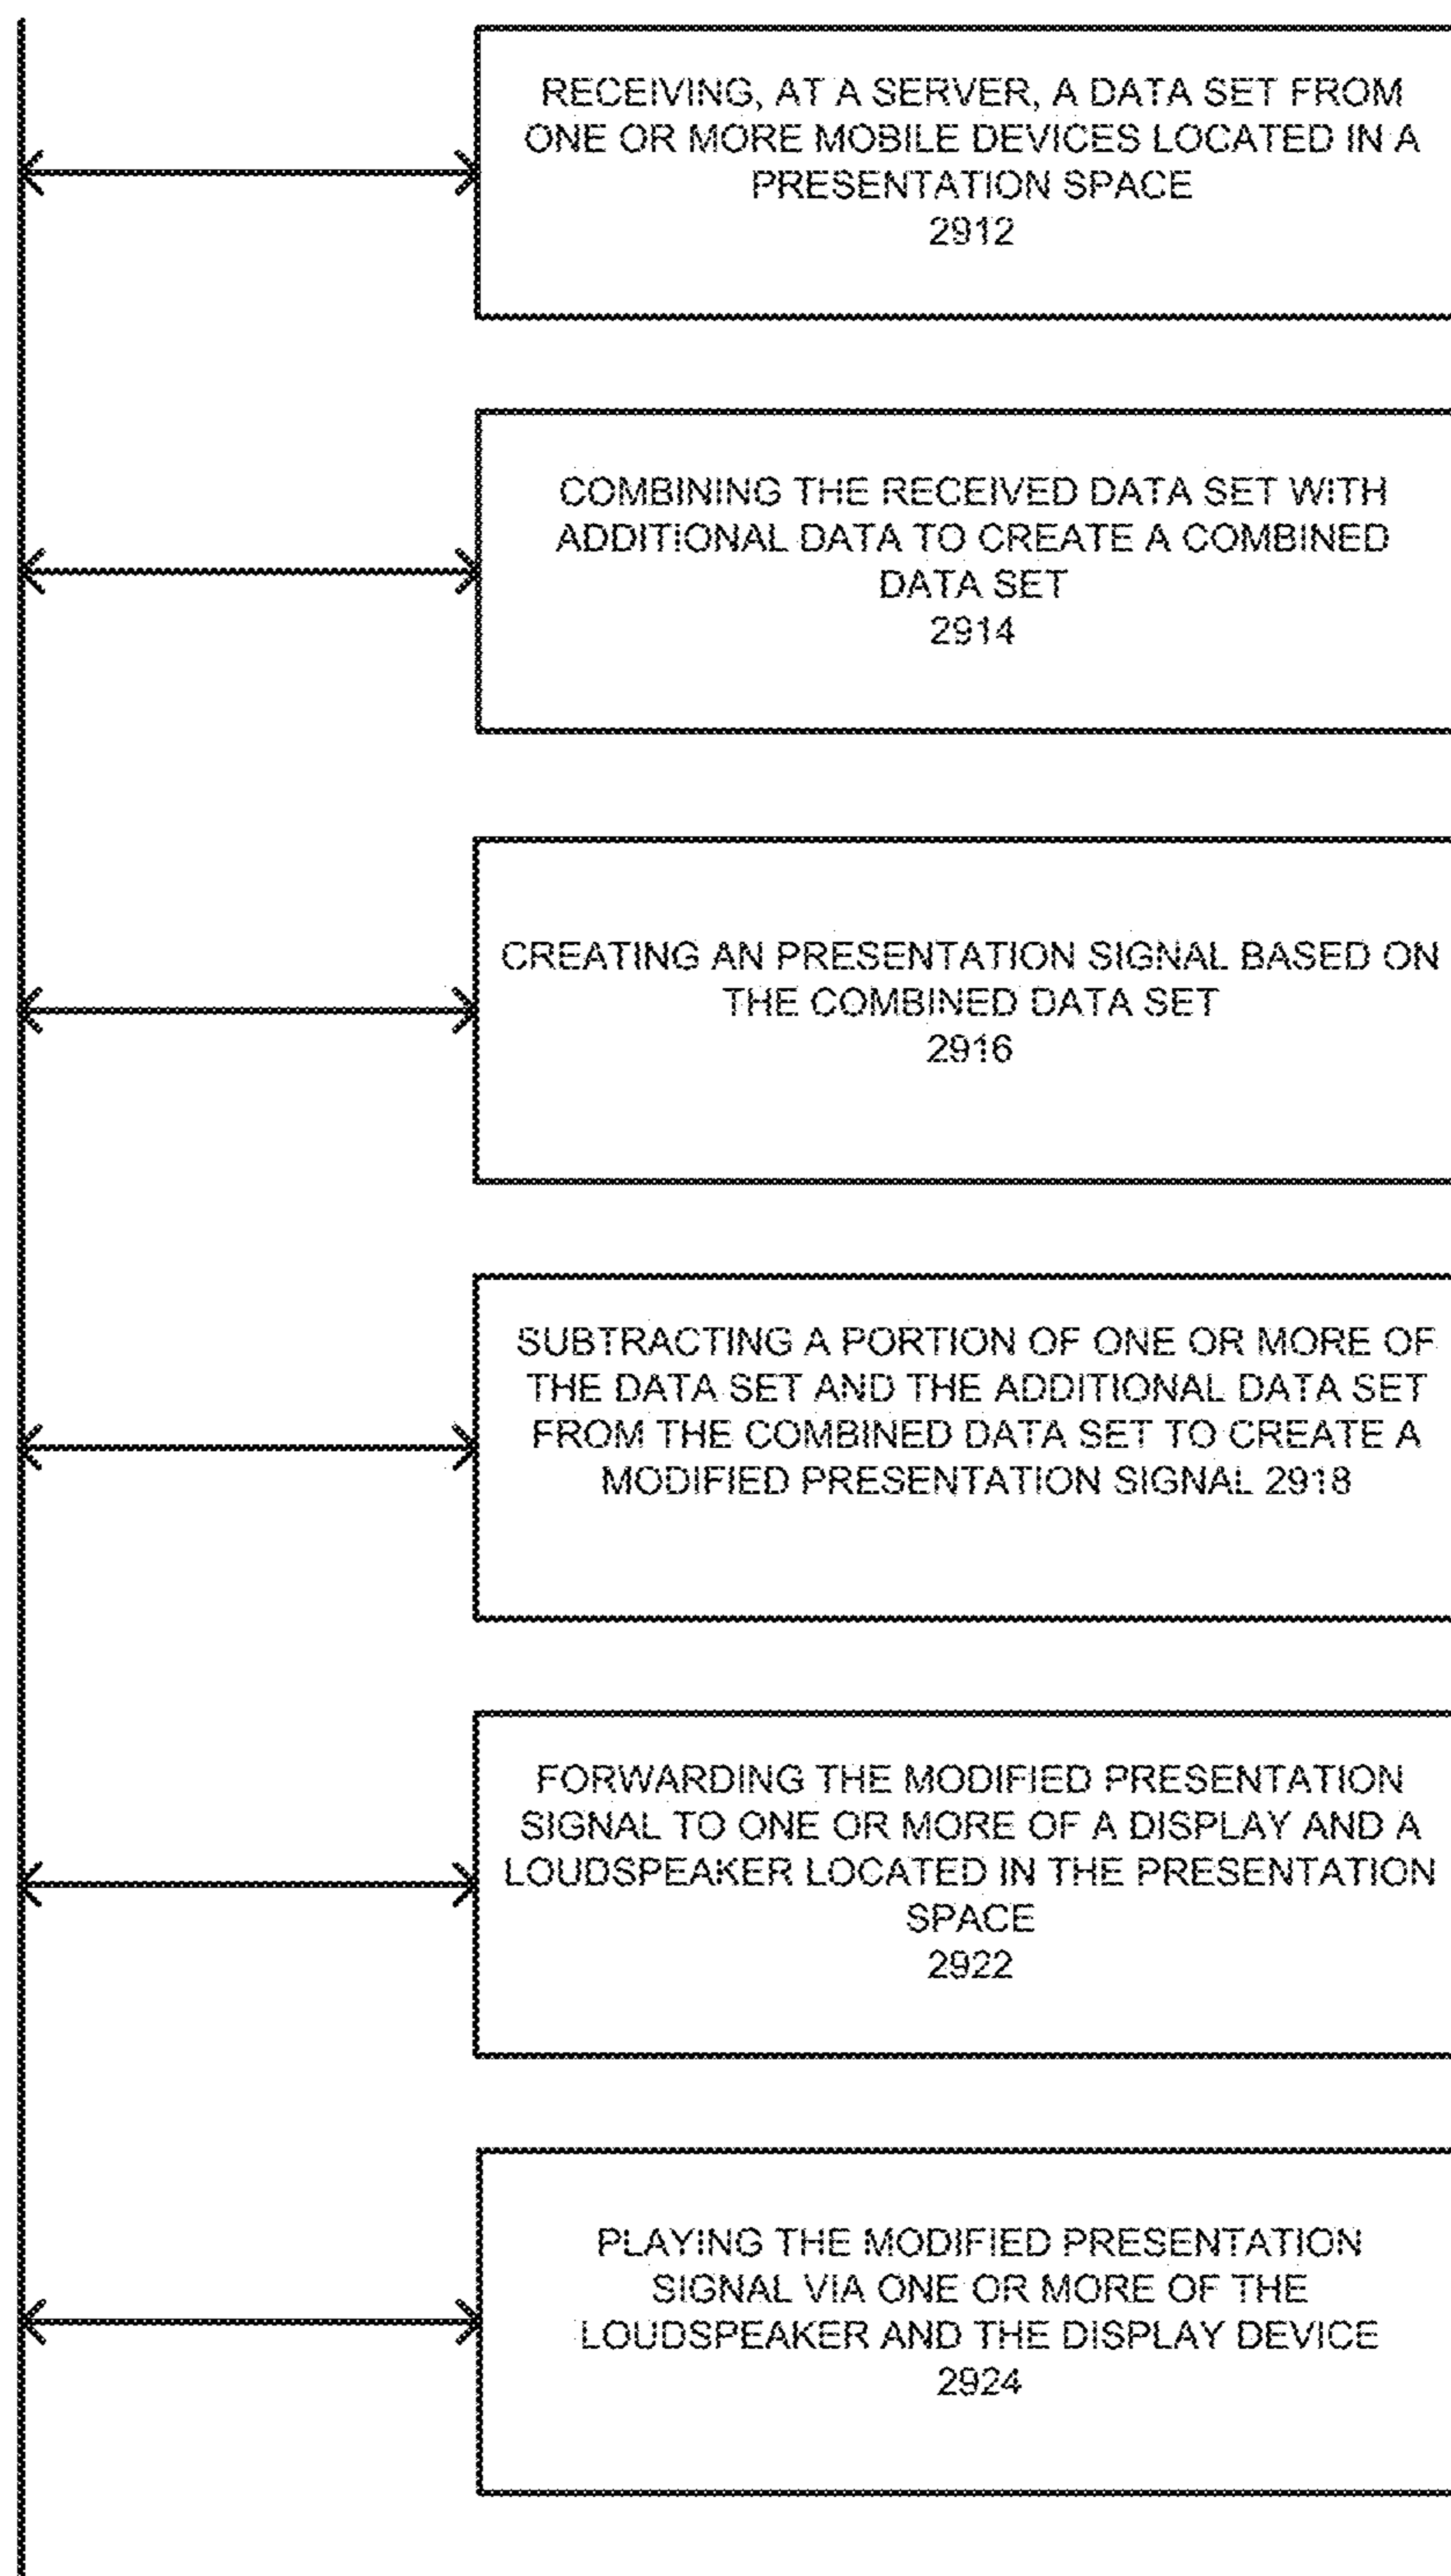 RECEIVING, AT A SERVER, A DATA SET FROM
ONE OR MORE MOBILE DEVICES LOCATED IN A
PRESENTATION SPACE
2912
COMBINING THE RECEIVED DATA SET WITH
ADDITIONAL DATA TO CREATE A COMBINED
DATA SET
2914
CREATING AN PRESENTATION SIGNAL BASED ON
THE COMBINED DATA SET
2916
SUBTRACTING A PORTION OF ONE OR MORE OF
THE DATA SET AND THE ADDITIONAL DATA SET
FROM THE COMBINED DATA SET TO CREATE A
MODIFIED PRESENTATION SIGNAL 2918
FORWARDING THE MODIFIED PRESENTATION
SIGNAL TO ONE OR MORE OF A DISPLAY AND A
LOUDSPEAKER LOCATED IN THE PRESENTATION
SPACE
2922
PLAYING THE MODIFIED PRESENTATION
SIGNAL VIA ONE OR MORE OF THE
LOUDSPEAKER AND THE DISPLAY DEVICE
2924